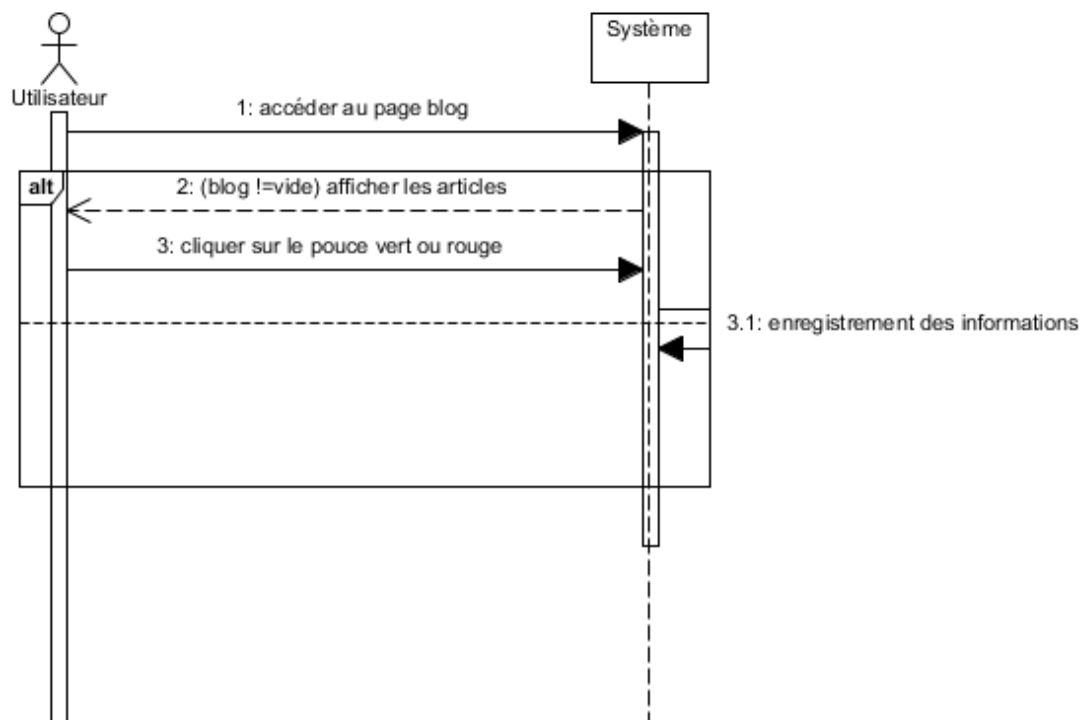 Système
Utilisateur
1: accéder au page blog
alt
2: (blog !=vide) afficher les articles
3: cliquer sur le pouce vert ou rouge
3.1: enregistrement des informations